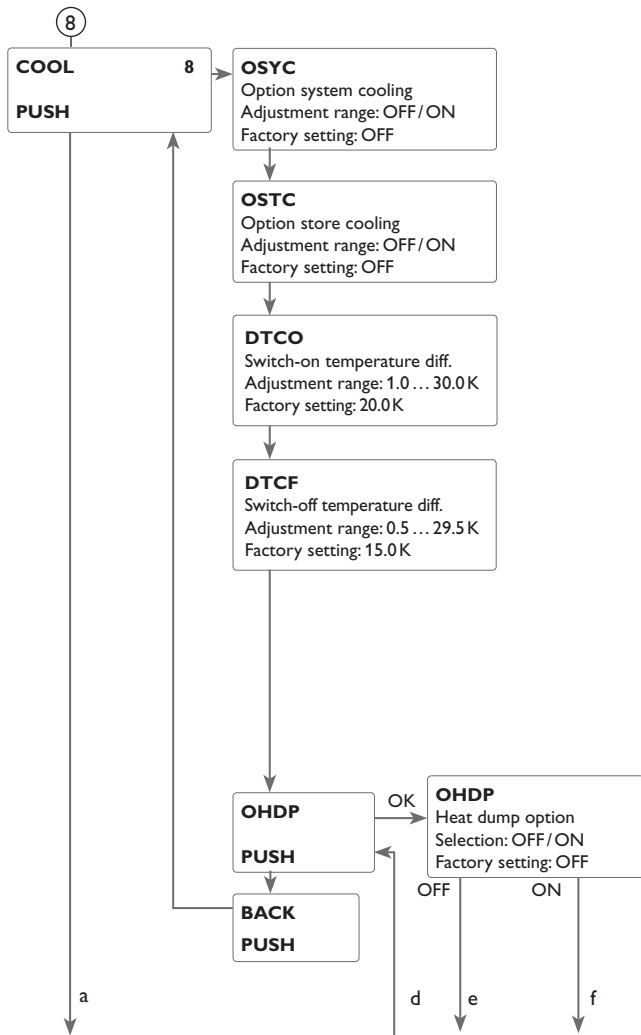 8
COOL 8
PUSH
OSYC
Option system cooling
Adjustment range: OFF/ON
Factory setting: OFF
OSTC
Option store cooling
Adjustment range: OFF/ON
Factory setting: OFF
DTCO
Switch-on temperature diff.
Adjustment range: 1.0 … 30.0 K
Factory setting: 20.0 K
DTCF
Switch-off temperature diff.
Adjustment range: 0.5 … 29.5 K
Factory setting: 15.0 K
OHDP
PUSH
OK
OHDP
Heat dump option
Selection: OFF/ON
Factory setting: OFF
OFF ON
BACK
PUSH
a d e f